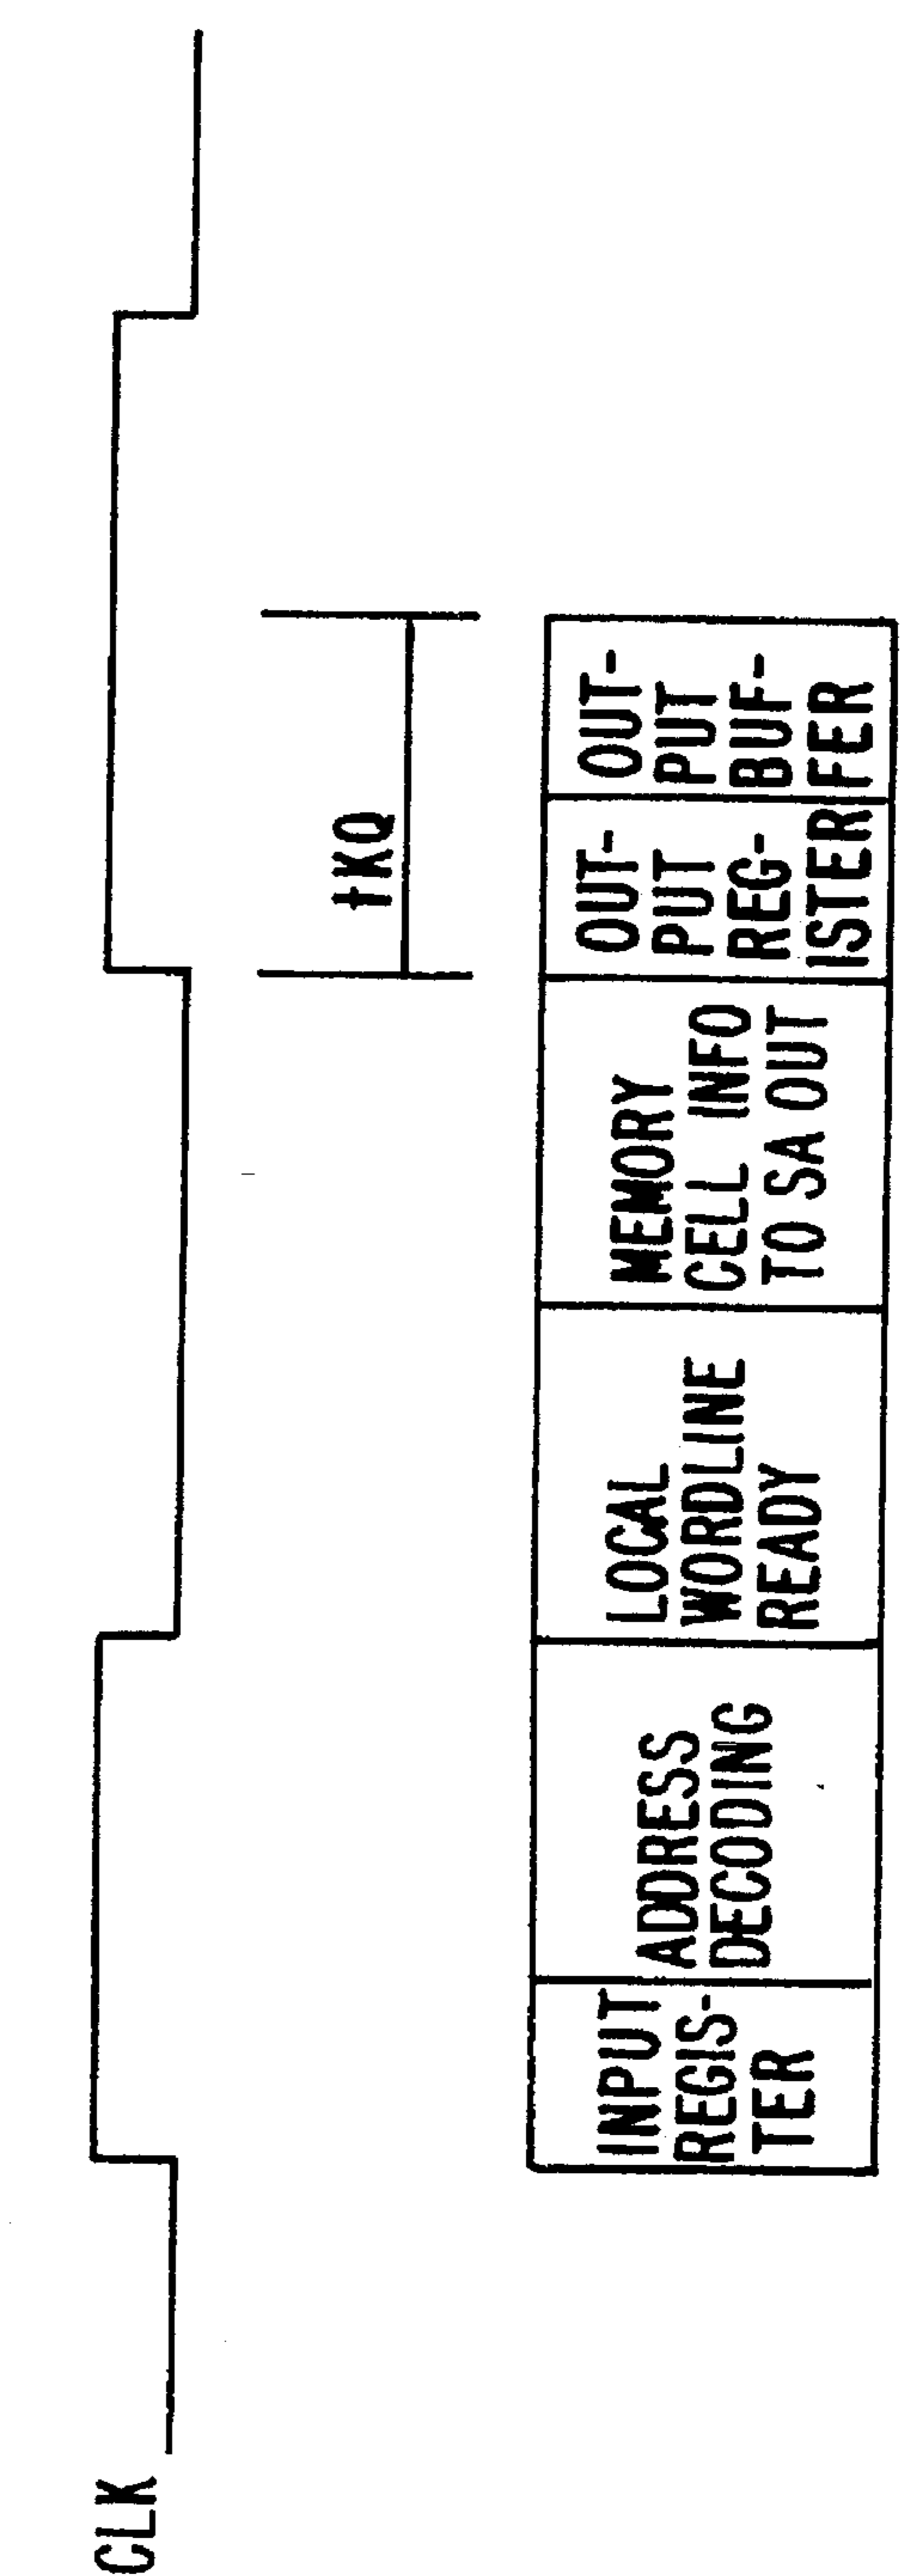 CLK
tKQ
INPUT
REGIS-
TER
ADDRESS
DECODING
LOCAL
WORDLINE
READY
MEMORY
CELL INFO
TO SA OUT
OUT-
PUT
REG-
ISTER
OUT-
PUT
BUF-
FER